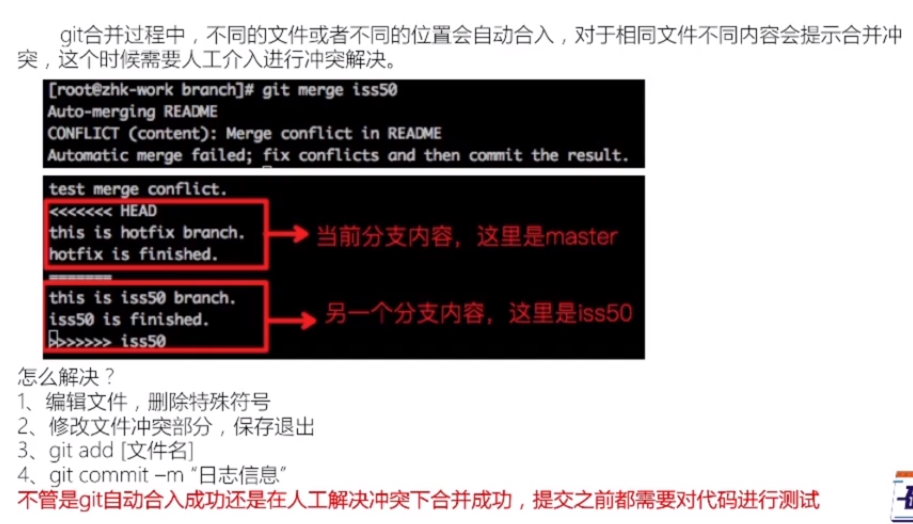 git合并过程中，不同的文件或者不同的位置会自动合入，对于相同文件不同内容会提示合并冲
突，这个时候需要人工介入进行冲突解决。
[root@zhk-work branch]# git merge iss50
Auto-merging README
CONFLICT (content): Merge conflict in README
Automatic merge failed; fix conflicts and then commit the result.
test merge conflict.
<<<<<<< HEAD
this is hotfix branch.
hotfix is finished.
当前分支内容，这里是master
=======
this is iss50 branch.
iss50 is finished.
>>>>>>> iss50
另一个分支内容，这里是iss50
怎么解决？
1、编辑文件，删除特殊符号
2、修改文件冲突部分，保存退出
3、git add [文件名]
4、git commit –m “日志信息”
不管是git自动合入成功还是在人工解决冲突下合并成功，提交之前都需要对代码进行测试